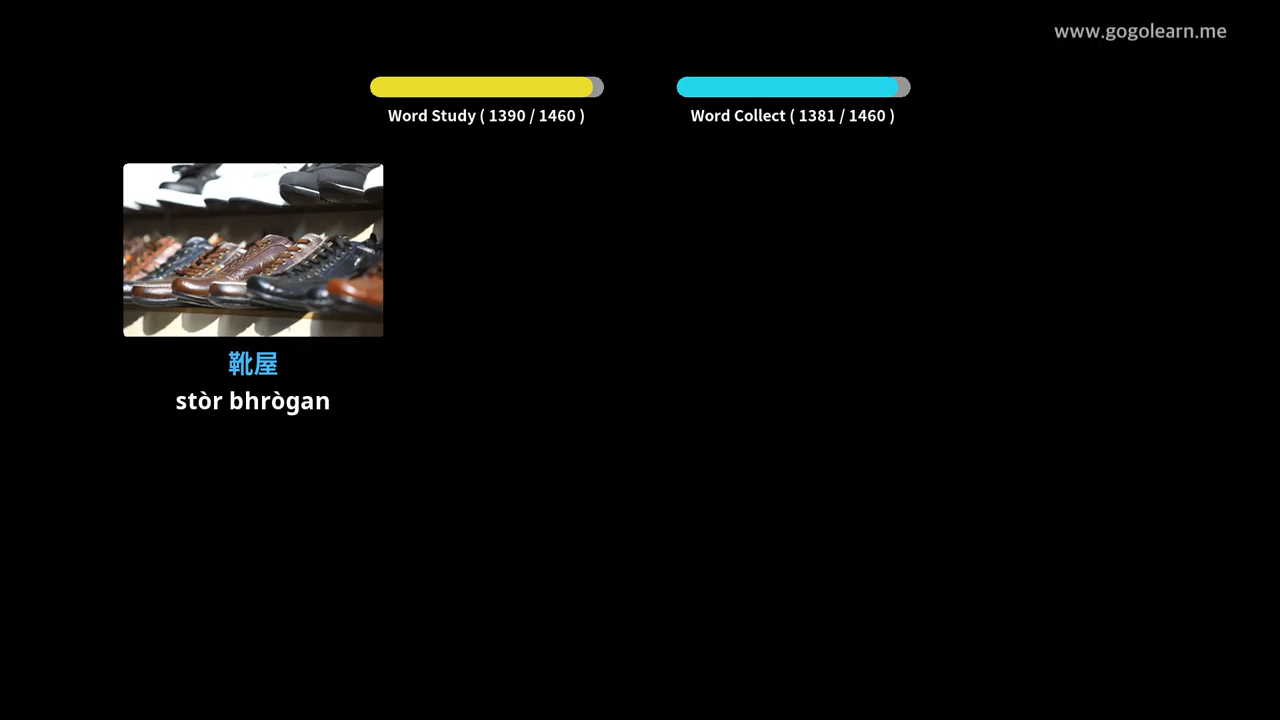 www.gogolearn.me
Word Study ( 1390 / 1460 )
Word Collect ( 1381 / 1460 )
靴屋
stòr bhrògan